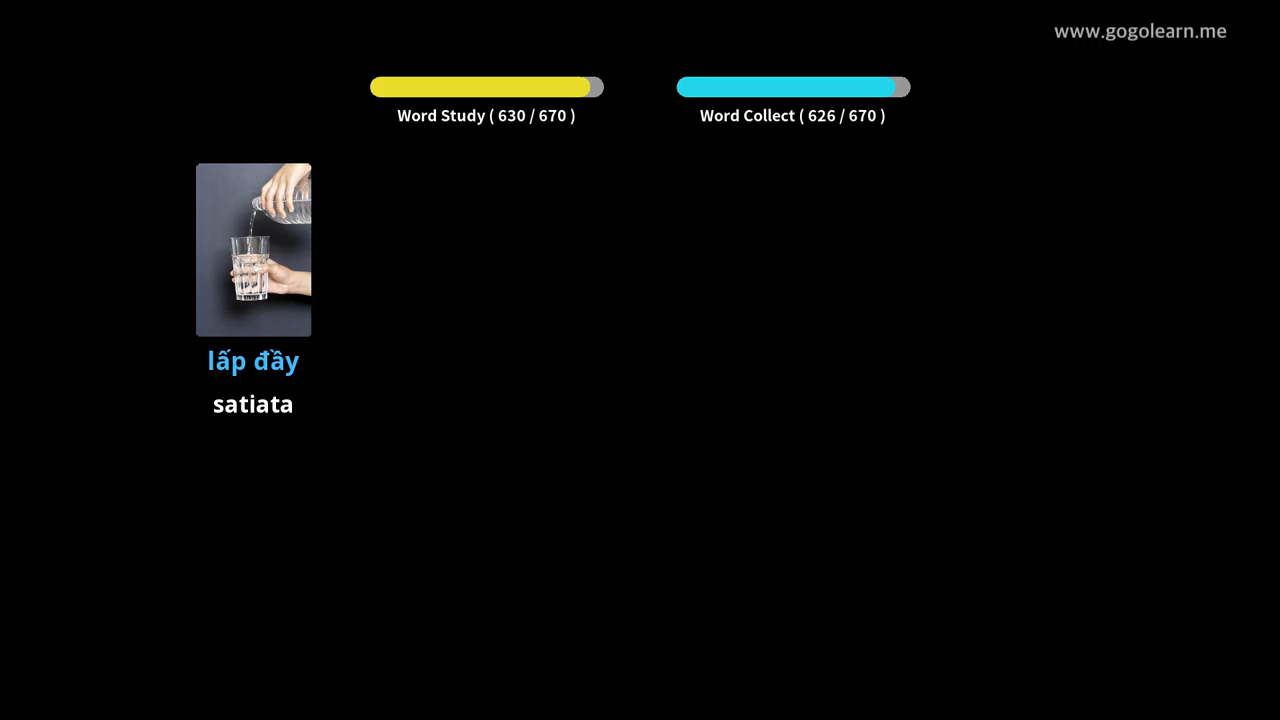 www.gogolearn.me
Word Study ( 630 / 670 )
Word Collect ( 626 / 670 )
lấp đầy
satiata